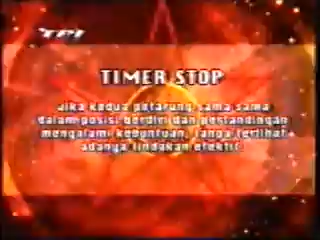 TPI
TIMER STOP
Jika kedua petarung sama sama
dalam posisi berdiri dan pestandingan
mengalami kebuntuan, tanpa terlihat
adanya tindakan efektif.